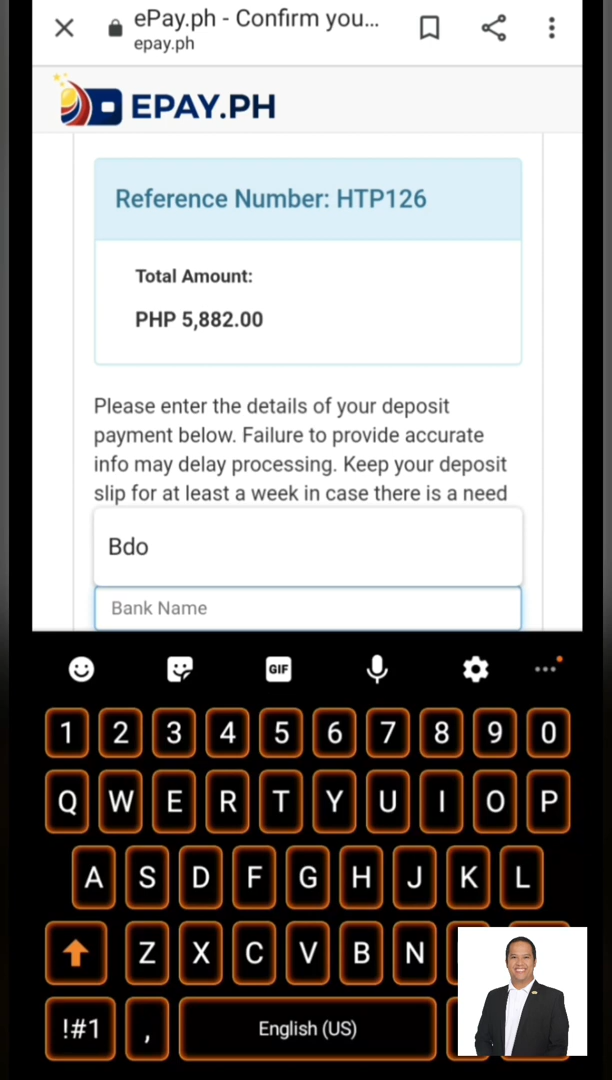 ePay.ph - Confirm you...
epay.ph
EPAY.PH
Reference Number: HTP126
Total Amount:
PHP 5,882.00
Please enter the details of your deposit
payment below. Failure to provide accurate
info may delay processing. Keep your deposit
slip for at least a week in case there is a need
Bdo
Bank Name
GIF
1 2 3 4 5 6 7 8 9 0
Q W E R T Y U I O P
A S D F G H J K L
Z X C V B N
!#1 , English (US)